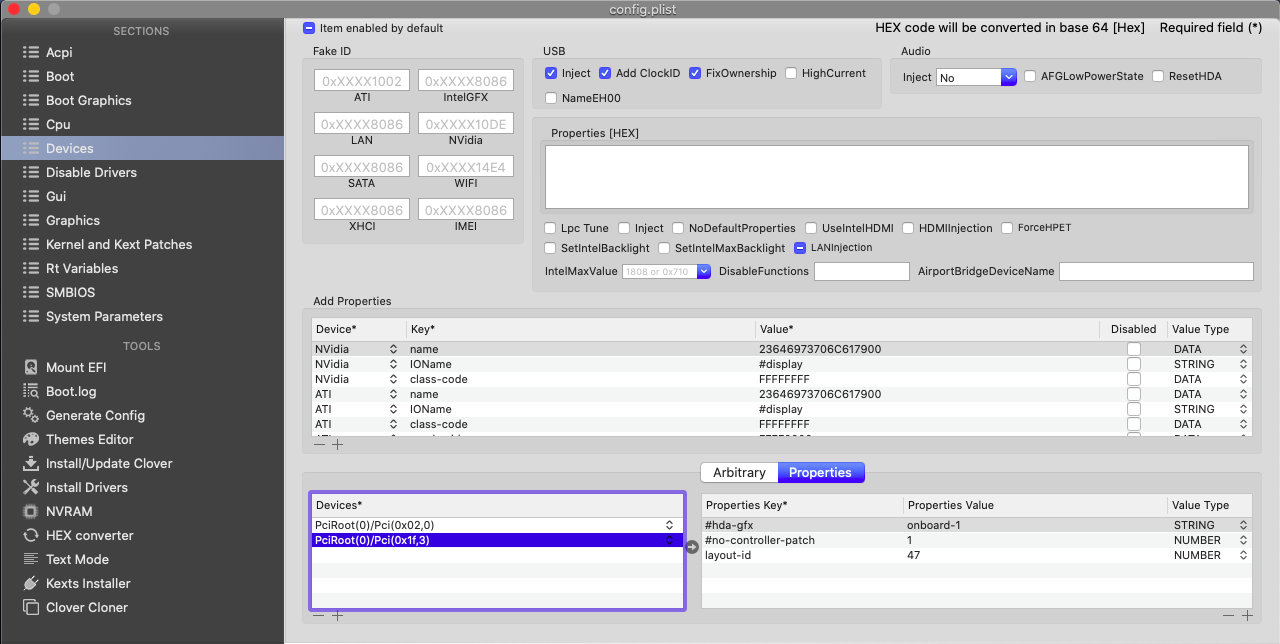 config.plist
SECTIONS
Acpi
Boot
Boot Graphics
Cpu
Devices
Disable Drivers
Gui
Graphics
Kernel and Kext Patches
Rt Variables
SMBIOS
System Parameters
TOOLS
Mount EFI
Boot.log
Generate Config
Themes Editor
Install/Update Clover
Install Drivers
NVRAM
HEX converter
Text Mode
Kexts Installer
Clover Cloner
Item enabled by default
HEX code will be converted in base 64 [Hex] Required field (*)
Fake ID
0xXXXX1002 0xXXXX8086
ATI IntelGFX
0xXXXX8086 0xXXXX10DE
LAN NVidia
0xXXXX8086 0xXXXX14E4
SATA WIFI
0xXXXX8086 0xXXXX8086
XHCI IMEI
USB
Inject Add ClockID FixOwnership HighCurrent
NameEH00
Audio
Inject No AFGLowPowerState ResetHDA
Properties [HEX]
Lpc Tune Inject NoDefaultProperties UseIntelHDMI HDMIInjection ForceHPET
SetIntelBacklight SetIntelMaxBacklight LANInjection
IntelMaxValue 1808 or 0x710 DisableFunctions AirportBridgeDeviceName
Add Properties
Device* Key* Value* Disabled Value Type
NVidia name 23646973706C617900 DATA
NVidia IOName #display STRING
NVidia class-code FFFFFFFF DATA
ATI name 23646973706C617900 DATA
ATI IOName #display STRING
ATI class-code FFFFFFFF DATA
Arbitrary Properties
Devices*
PciRoot(0)/Pci(0x02,0)
PciRoot(0)/Pci(0x1f,3)
Properties Key* Properties Value Value Type
#hda-gfx onboard-1 STRING
#no-controller-patch 1 NUMBER
layout-id 47 NUMBER